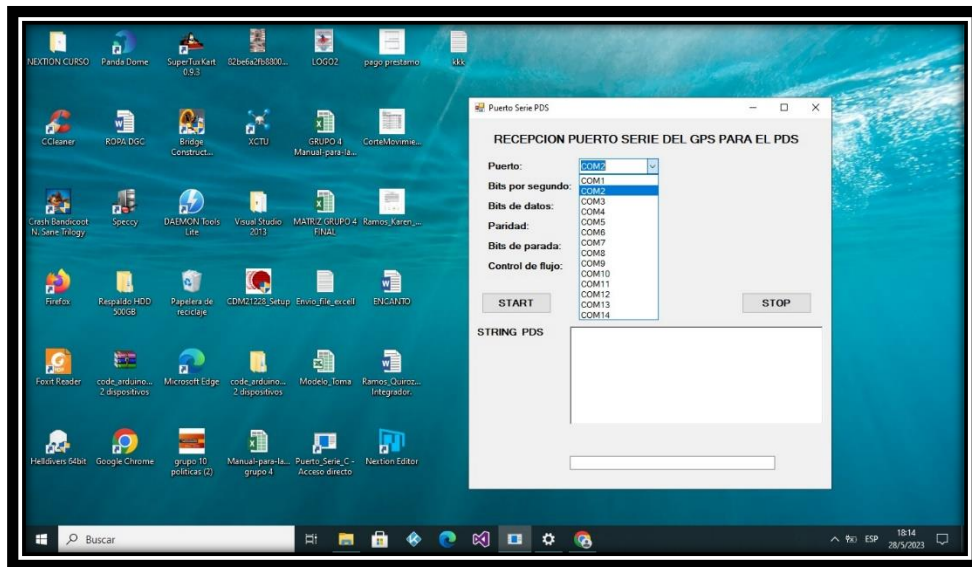 NEXTION CURSO
Panda Dome
SuperTuxKart
0.9.3
82be6a2fb8800...
LOGO2
pago prestamo
kkk
CCleaner
ROPA DGC
Bridge
Construct...
XCTU
GRUPO 4
Manual-para-la...
CorteMovimie...
Crash Bandicoot
N. Sane Trilogy
Speccy
DAEMON Tools
Lite
Visual Studio
2013
MATRIZ GRUPO 4
FINAL
Ramos_Karen_...
Firefox
Respaldo HDD
500GB
Papelera de
reciclaje
CDM21228_Setup
Envio_file_excell
ENCANTO
Foxit Reader
code_arduino...
2 dispositivos
Microsoft Edge
code_arduino...
2 dispositivos
Modelo_Toma
Ramos_Quiroz...
Integrador.
Helldivers 64bit
Google Chrome
grupo 10
politicas (2)
Manual-para-la...
grupo 4
Puerto_Serie_C -
Acceso directo
Nextion Editor
Puerto Serie PDS
RECEPCION PUERTO SERIE DEL GPS PARA EL PDS
Puerto:
COM2
Bits por segundo:
Bits de datos:
Paridad:
Bits de parada:
Control de flujo:
COM1
COM2
COM3
COM4
COM5
COM6
COM7
COM8
COM9
COM10
COM11
COM12
COM13
COM14
START
STOP
STRING PDS
Buscar
ESP
18:14
28/5/2023